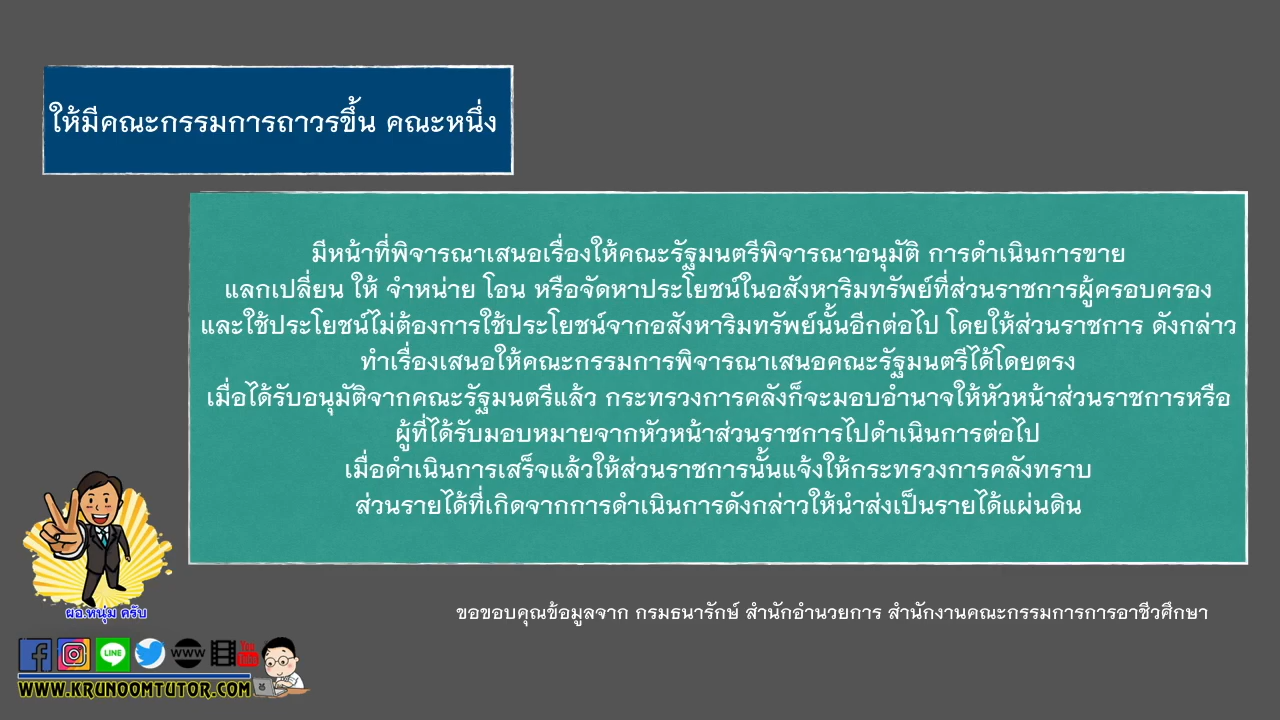 ให้มีคณะกรรมการถาวรขึ้น คณะหนึ่ง
มีหน้าที่พิจารณาเสนอเรื่องให้คณะรัฐมนตรีพิจารณาอนุมัติ การดำเนินการขาย
แลกเปลี่ยน ให้ จำหน่าย โอน หรือจัดหาประโยชน์ในอสังหาริมทรัพย์ที่ส่วนราชการผู้ครอบครอง
และใช้ประโยชน์ไม่ต้องการใช้ประโยชน์จากอสังหาริมทรัพย์นั้นอีกต่อไป โดยให้ส่วนราชการ ดังกล่าว
ทำเรื่องเสนอให้คณะกรรมการพิจารณาเสนอคณะรัฐมนตรีได้โดยตรง
เมื่อได้รับอนุมัติจากคณะรัฐมนตรีแล้ว กระทรวงการคลังก็จะมอบอำนาจให้หัวหน้าส่วนราชการหรือ
ผู้ที่ได้รับมอบหมายจากหัวหน้าส่วนราชการไปดำเนินการต่อไป
เมื่อดำเนินการเสร็จแล้วให้ส่วนราชการนั้นแจ้งให้กระทรวงการคลังทราบ
ส่วนรายได้ที่เกิดจากการดำเนินการดังกล่าวให้นำส่งเป็นรายได้แผ่นดิน
ผอ.หนุ่ม ครับ
ขอขอบคุณข้อมูลจาก กรมธนารักษ์ สำนักอำนวยการ สำนักงานคณะกรรมการการอาชีวศึกษา
LINE
WWW
You Tube
WWW.KRUNOOMTUTOR.COM